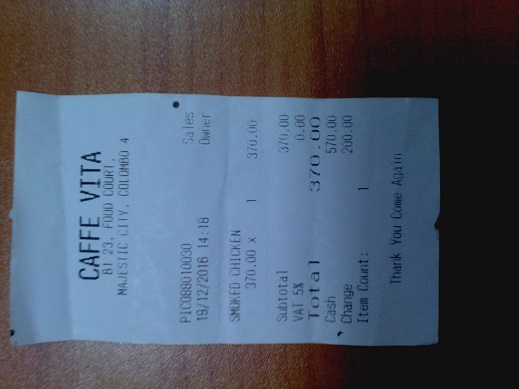 CAFFE VITA
B1 23, FOOD COURT,
MAJESTIC CITY, COLOMBO 4
Sales
PICO88010030 Owner
19/12/2016 14:18
SMOKED CHICKEN
370.00 x 1 370.00
Subtotal 370.00
VAT 5% 0.00
Total 370.00
Cash 570.00
Change 200.00
Item Count: 1
Thank You Come Again